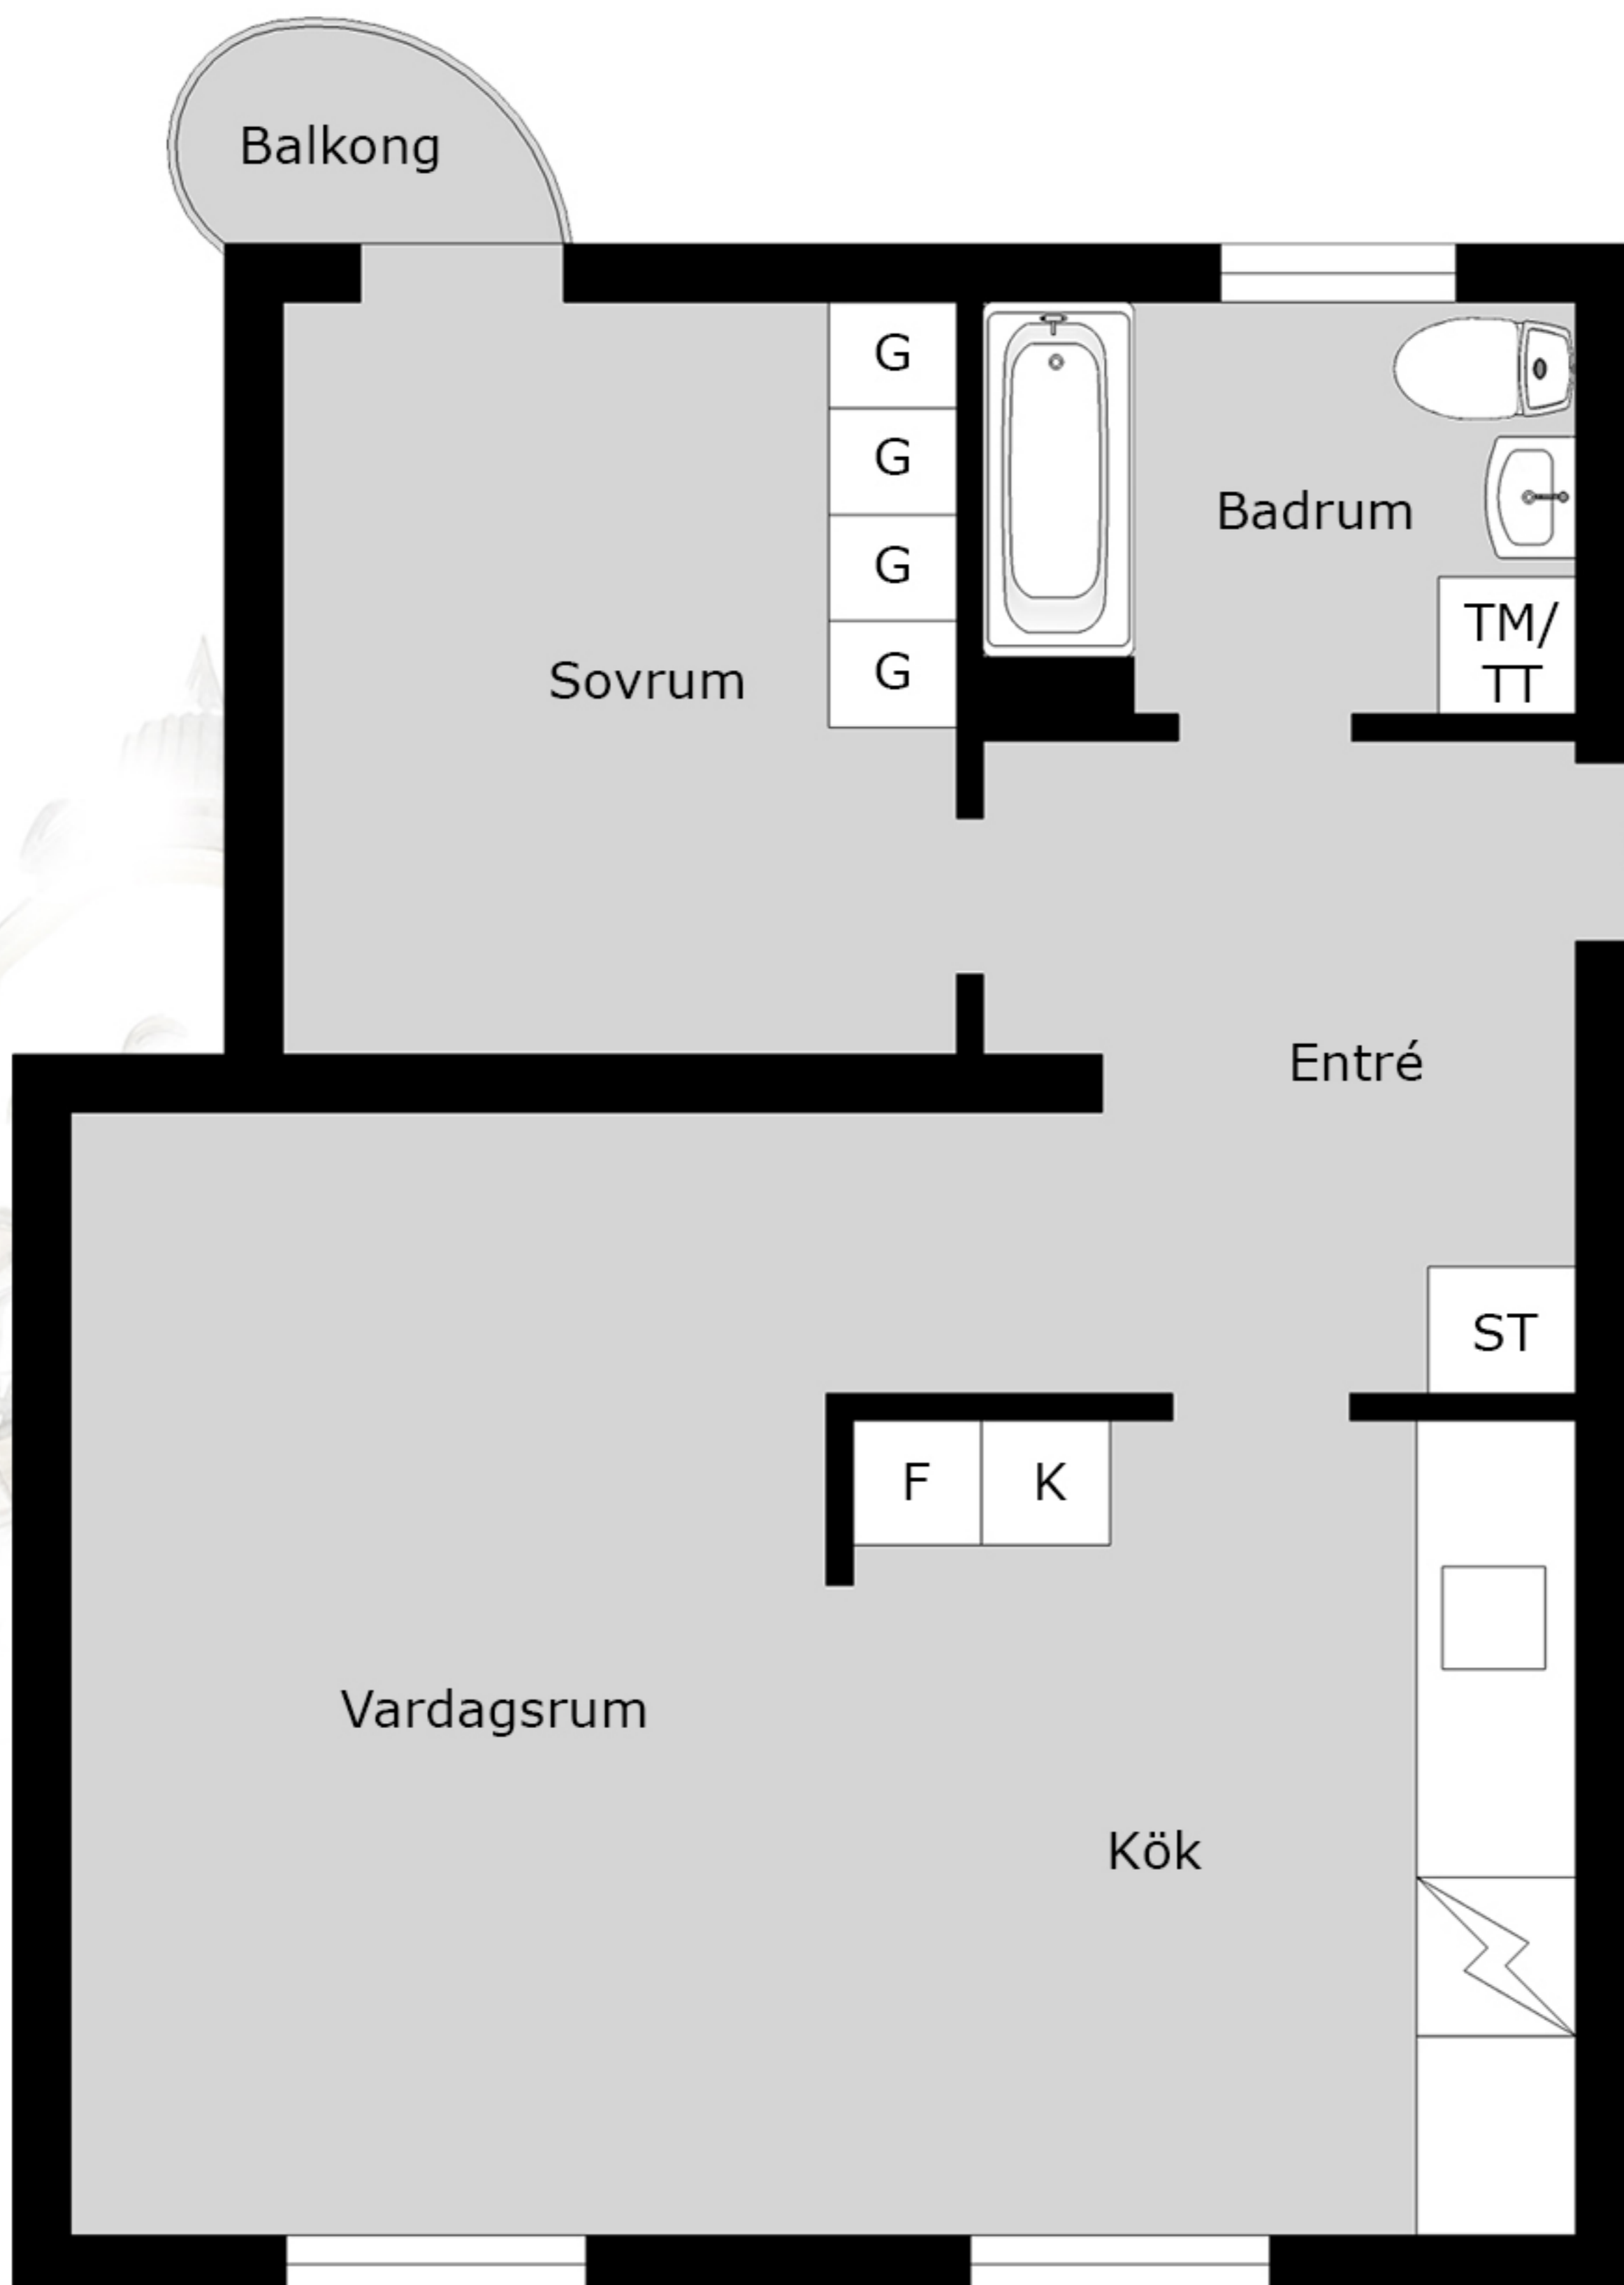 Balkong
G
G
G
G
Sovrum
Badrum
TM/
TT
Entré
ST
F K
Vardagsrum
Kök